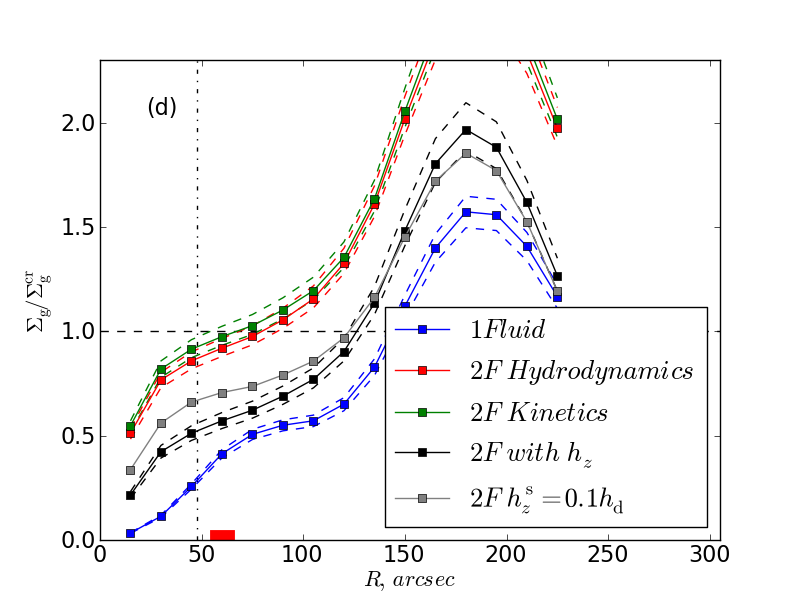 (d)
2.0
1.5
1.0
0.5
0.0
Σg/Σgcr
0 50 100 150 200 250 300
R, arcsec
1Fluid
2F Hydrodynamics
2F Kinetics
2F with hz
2F hzs = 0.1hd